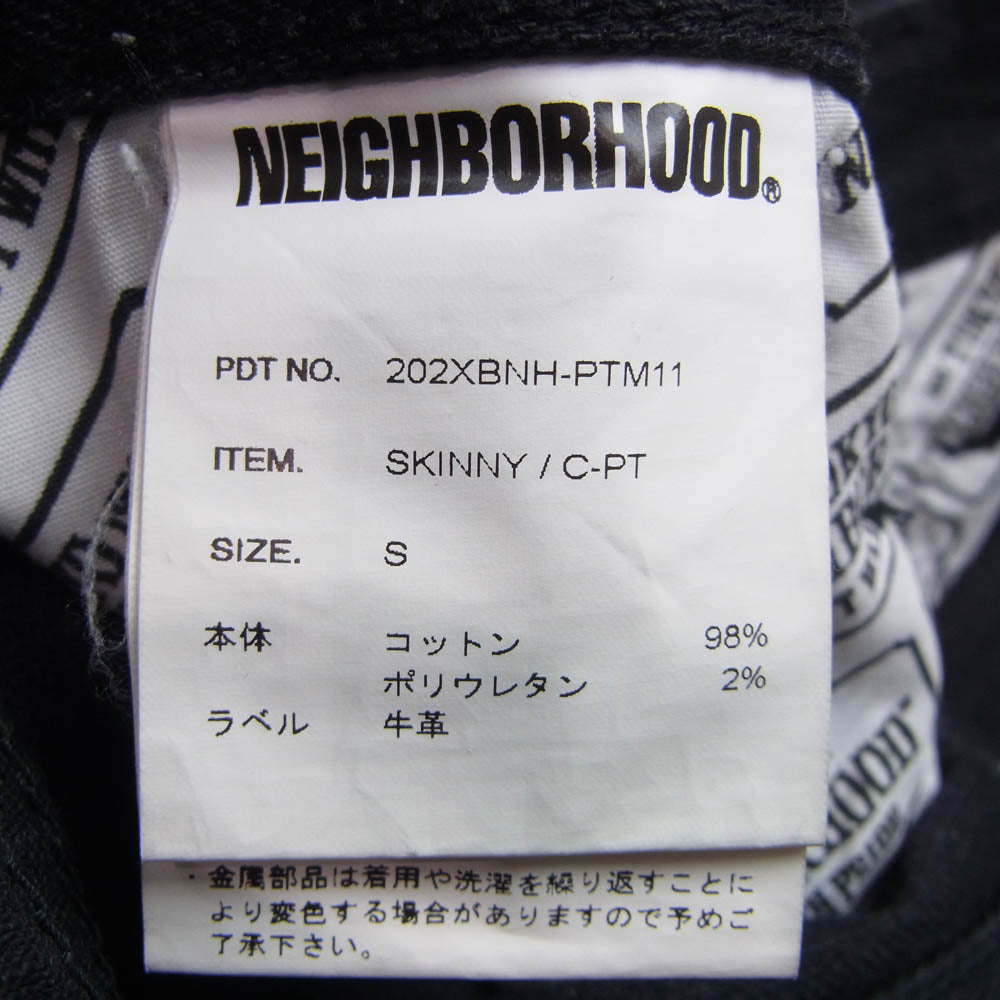 NEIGHBORHOOD®
PDT NO. 202XBNH-PTM11
ITEM. SKINNY / C-PT
SIZE. S
本体 コットン 98%
ポリウレタン 2%
ラベル 牛革
・金属部品は着用や洗濯を繰り返すことに
より変色する場合がありますので予めご
了承下さい。
HOOD
PRIDE